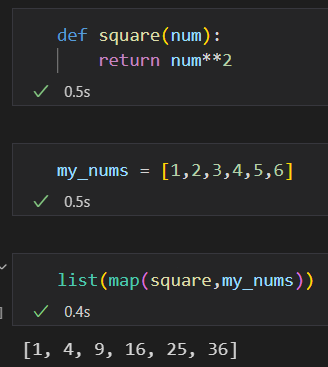 def square(num):
    return num**2
0.5s
my_nums = [1,2,3,4,5,6]
0.5s
list(map(square,my_nums))
0.4s
[1, 4, 9, 16, 25, 36]